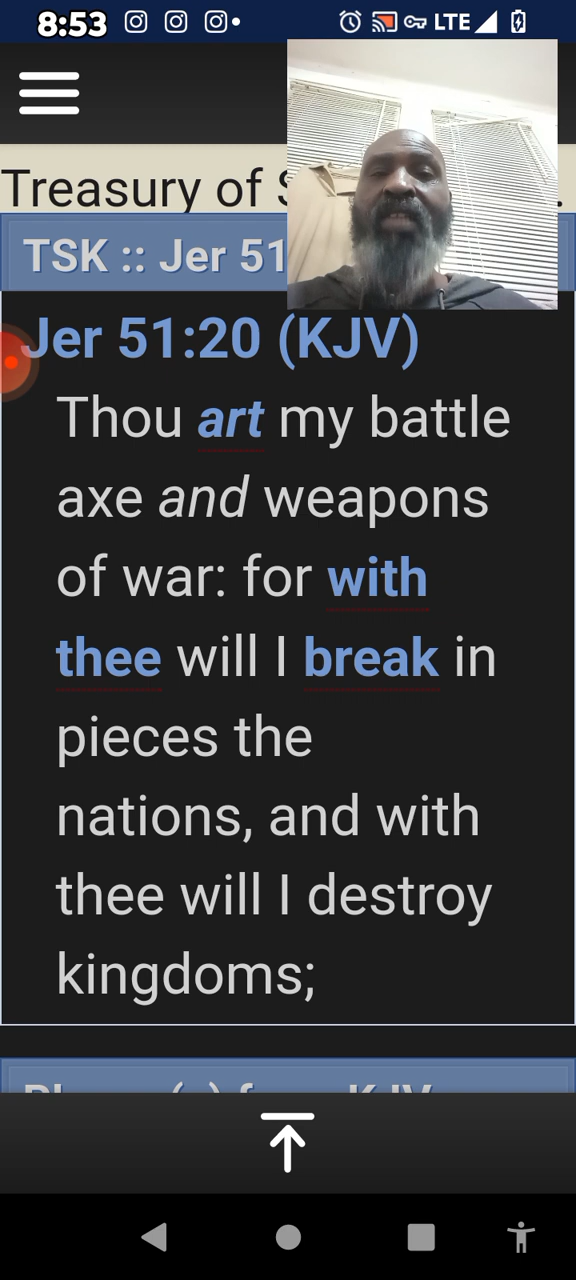 8:53
LTE
Treasury of
TSK :: Jer 51
Jer 51:20 (KJV)
Thou art my battle
axe and weapons
of war: for with
thee will I break in
pieces the
nations, and with
thee will I destroy
kingdoms;
KJV